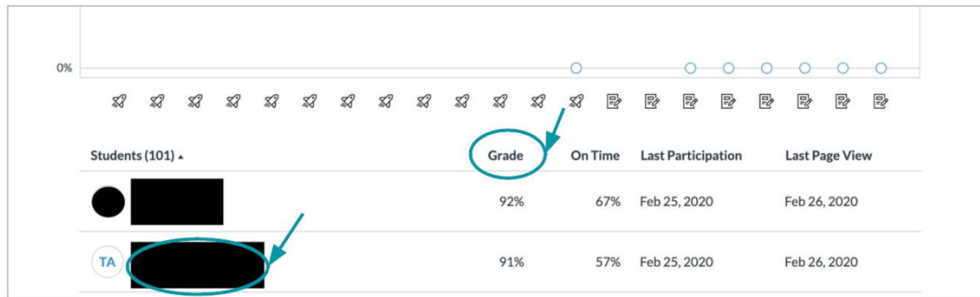 0%
Students (101) Grade On Time Last Participation Last Page View
92% 67% Feb 25, 2020 Feb 26, 2020
TA 91% 57% Feb 25, 2020 Feb 26, 2020